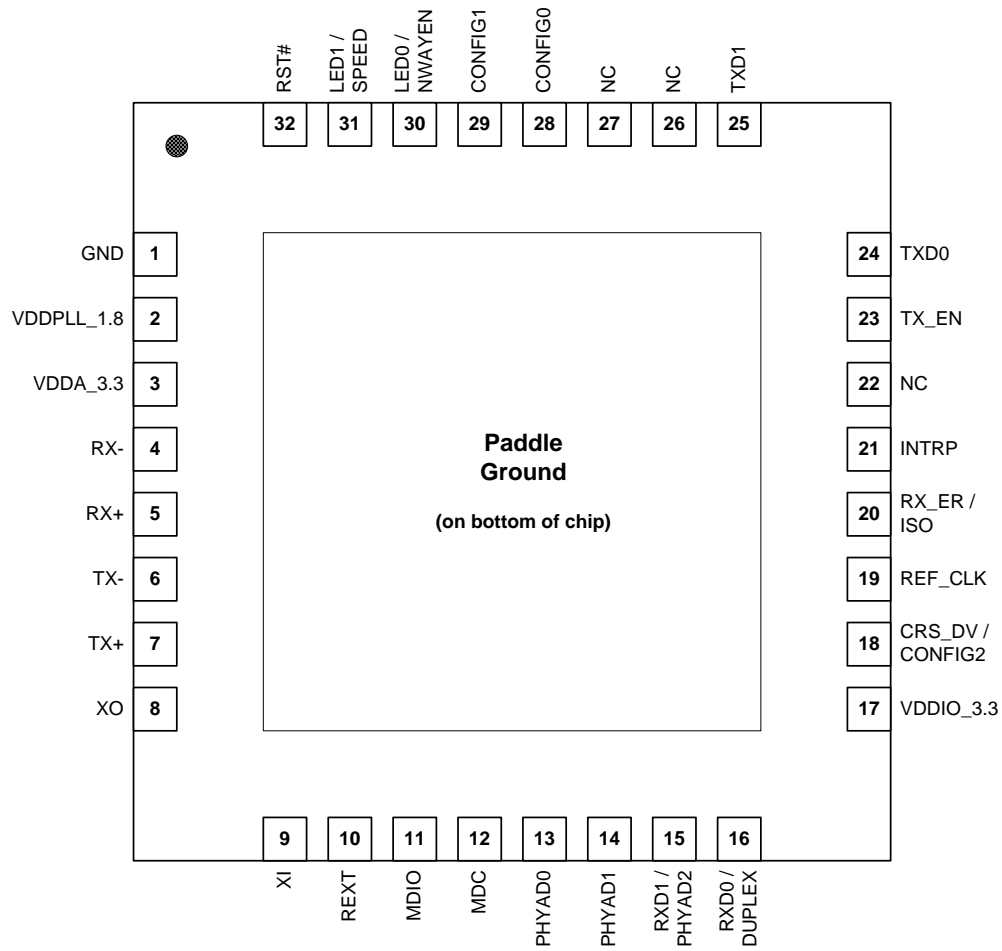 RST#
LED1 /
SPEED
LED0 /
NWAYEN
CONFIG1
CONFIG0
NC
NC
TXD1
32 31 30 29 28 27 26 25
GND 1
VDDPLL_1.8 2
VDDA_3.3 3
RX- 4
RX+ 5
TX- 6
TX+ 7
XO 8
Paddle
Ground
(on bottom of chip)
24 TXD0
23 TX_EN
22 NC
21 INTRP
20 RX_ER /
ISO
19 REF_CLK
18 CRS_DV /
CONFIG2
17 VDDIO_3.3
9 10 11 12 13 14 15 16
XI
REXT
MDIO
MDC
PHYAD0
PHYAD1
RXD1 /
PHYAD2
RXD0 /
DUPLEX